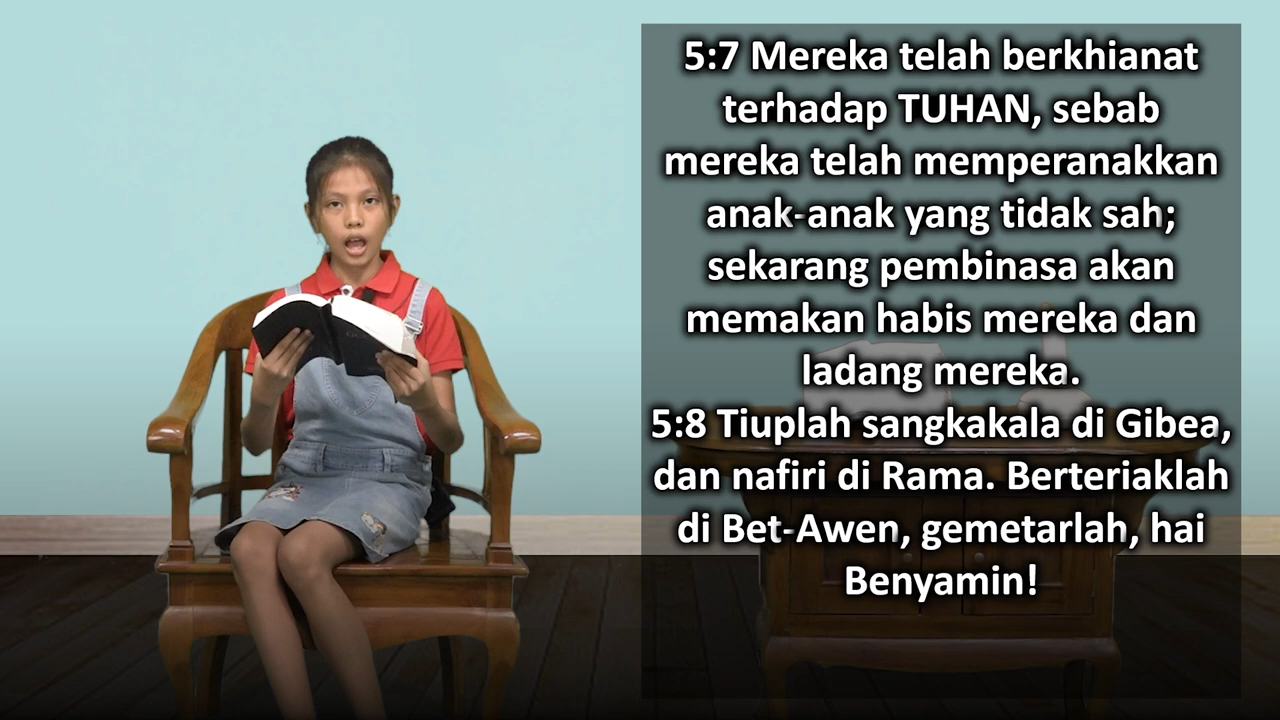 5:7 Mereka telah berkhianat
terhadap TUHAN, sebab
mereka telah memperanakkan
anak-anak yang tidak sah;
sekarang pembinasa akan
memakan habis mereka dan
ladang mereka.
5:8 Tiuplah sangkakala di Gibea,
dan nafiri di Rama. Berteriaklah
di Bet-Awen, gemetarlah, hai
Benyamin!